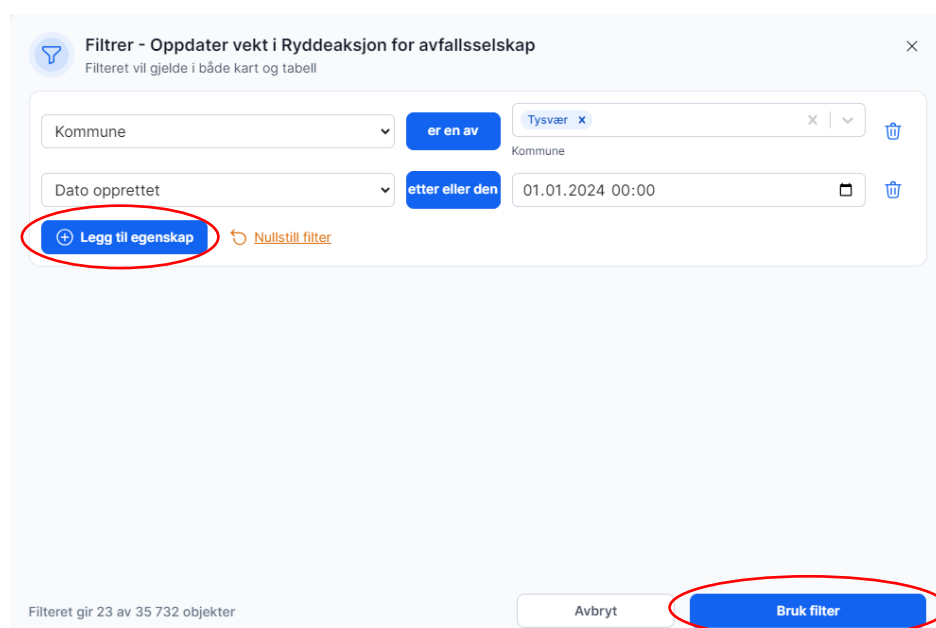 Filtrer - Oppdater vekt i Ryddeaksjon for avfallsselskap
Filteret vil gjelde i både kart og tabell
Kommune er en av Tysvær x
Kommune
Dato opprettet etter eller den 01.01.2024 00:00
Legg til egenskap Nullstill filter
Filteret gir 23 av 35 732 objekter Avbryt Bruk filter